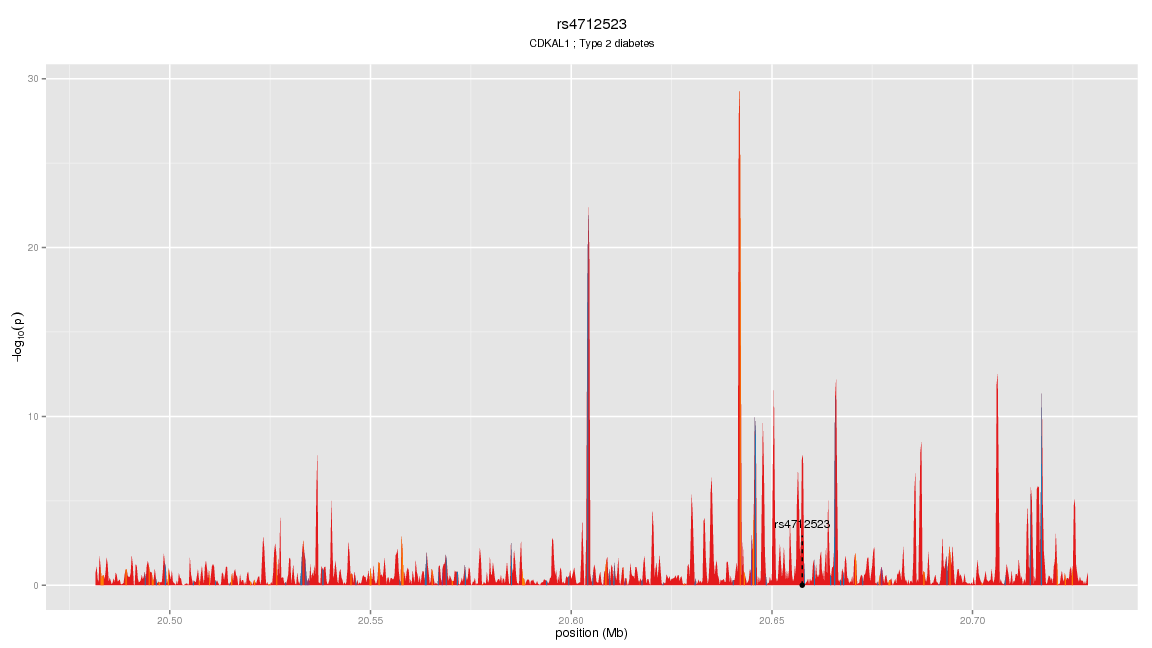 rs4712523
CDKAL1 ; Type 2 diabetes
30
20
10
0
−log10(p)
rs4712523
20.50
20.55
20.60
20.65
20.70
position (Mb)